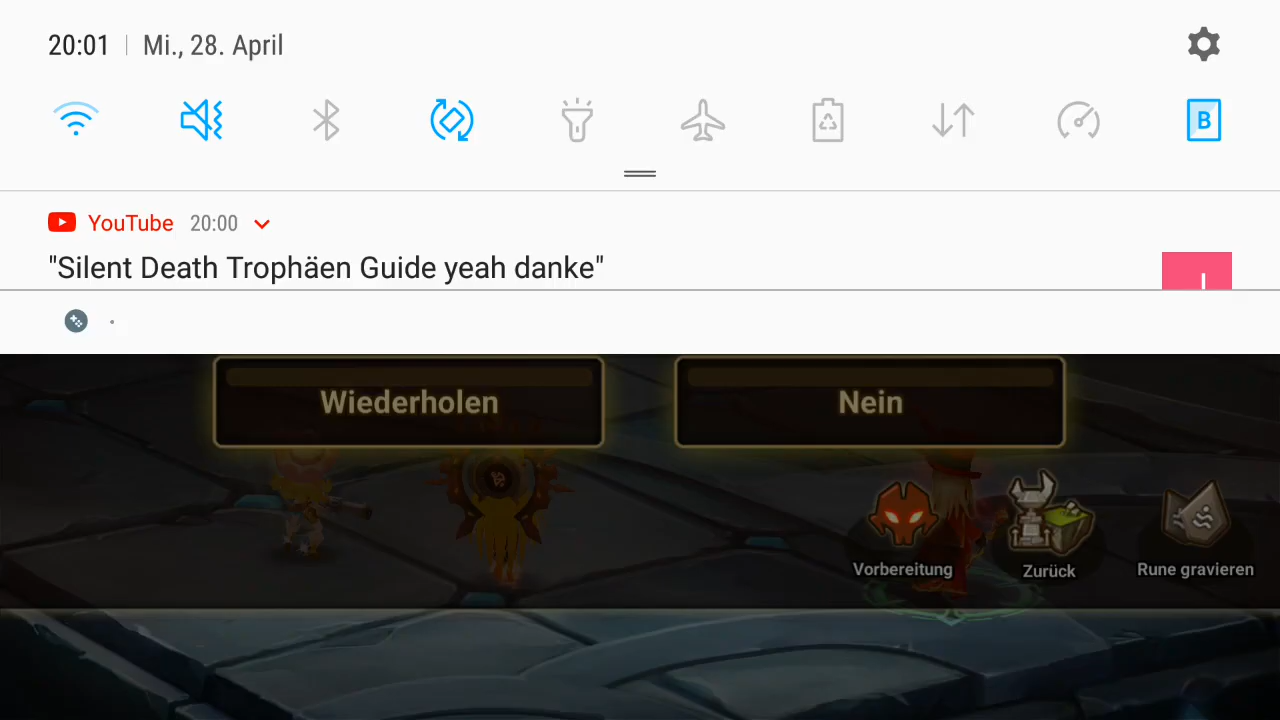 20:01 | Mi., 28. April
B
YouTube 20:00
"Silent Death Trophäen Guide yeah danke"
Wiederholen Nein
Vorbereitung Zurück Rune gravieren